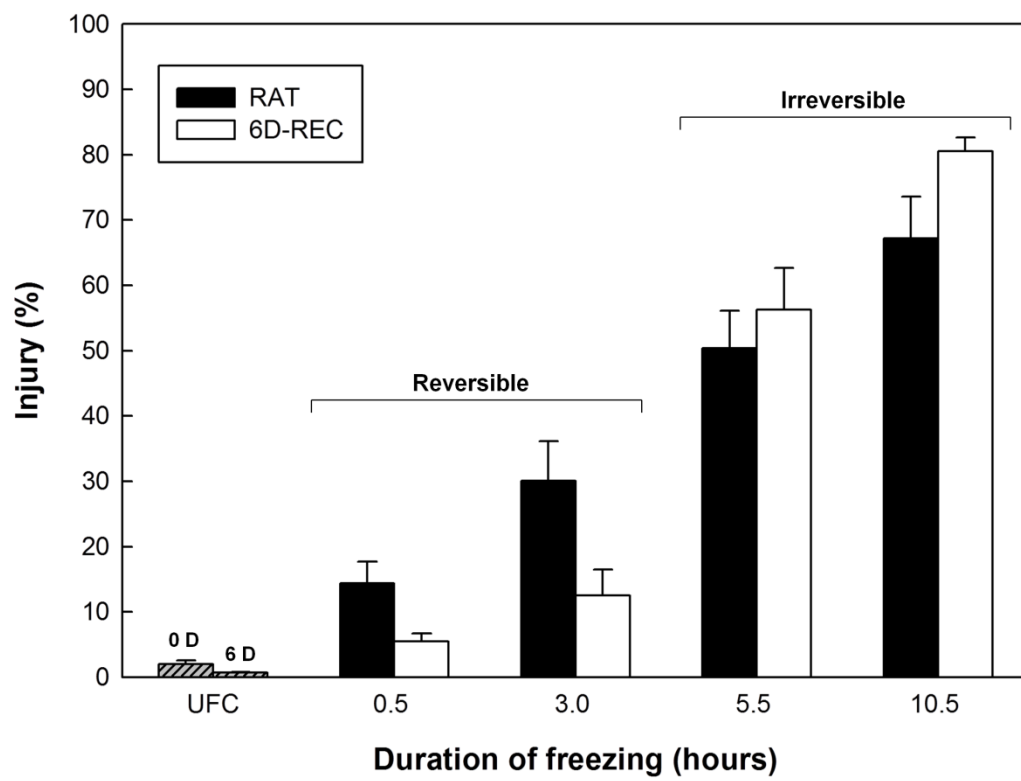 100
90
80
70
60
50
40
30
20
10
0
Injury (%)
RAT
6D-REC
Irreversible
Reversible
0 D
6 D
UFC
0.5
3.0
5.5
10.5
Duration of freezing (hours)